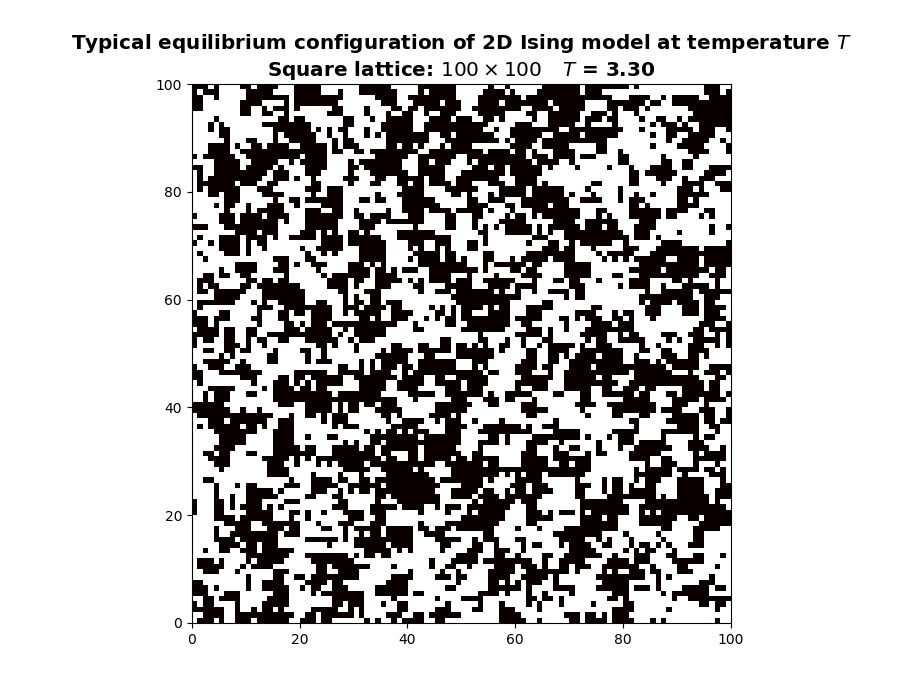 Typical equilibrium configuration of 2D Ising model at temperature T
Square lattice: 100 × 100 T = 3.30
100
80
60
40
20
0
0 20 40 60 80 100